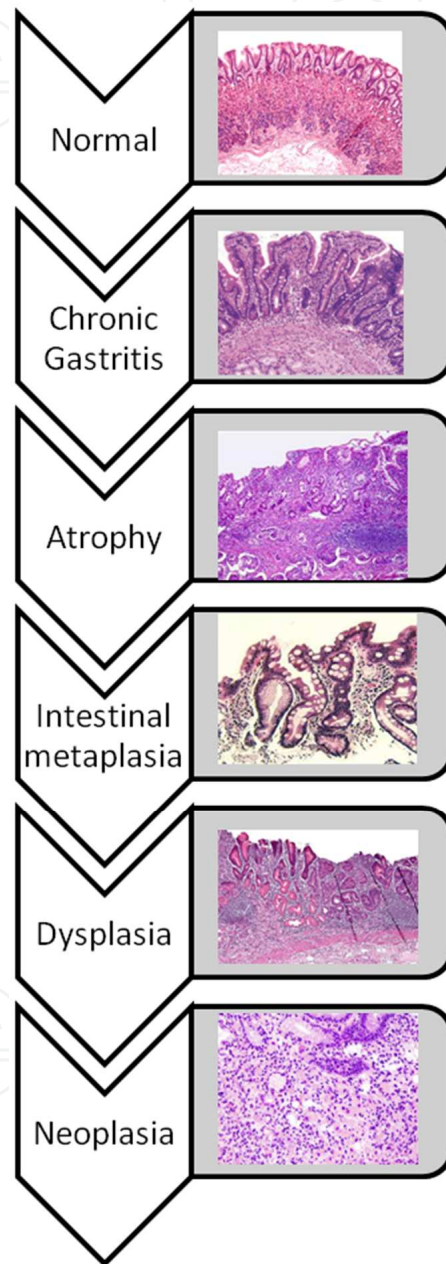 Normal
Chronic
Gastritis
Atrophy
Intestinal
metaplasia
Dysplasia
Neoplasia